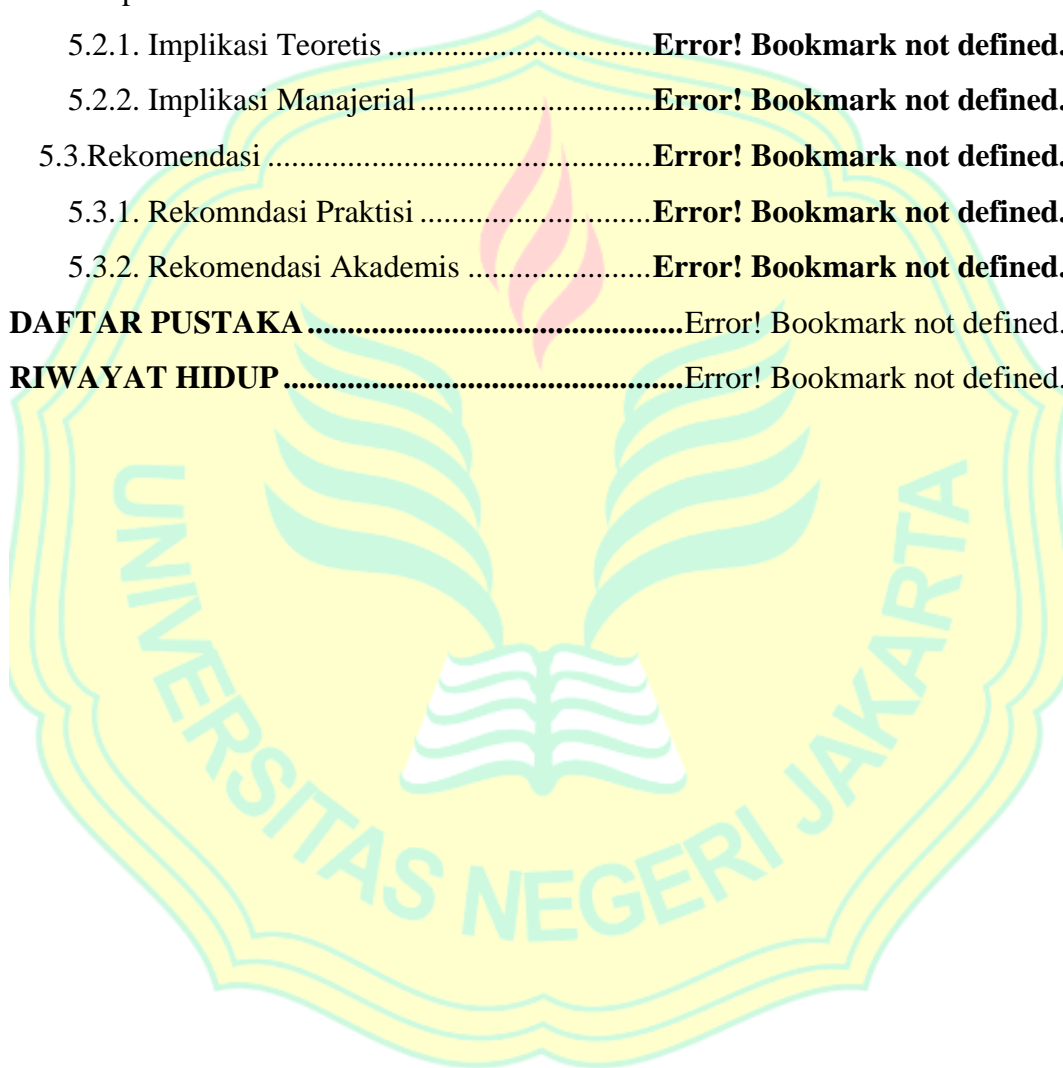 5.2.1. Implikasi Teoretis ................................ Error! Bookmark not defined.
5.2.2. Implikasi Manajerial ............................ Error! Bookmark not defined.
5.3.Rekomendasi .............................................. Error! Bookmark not defined.
5.3.1. Rekomndasi Praktisi ............................ Error! Bookmark not defined.
5.3.2. Rekomendasi Akademis ...................... Error! Bookmark not defined.
DAFTAR PUSTAKA .............................................. Error! Bookmark not defined.
RIWAYAT HIDUP ................................................. Error! Bookmark not defined.
UNIVERSITAS NEGERI JAKARTA